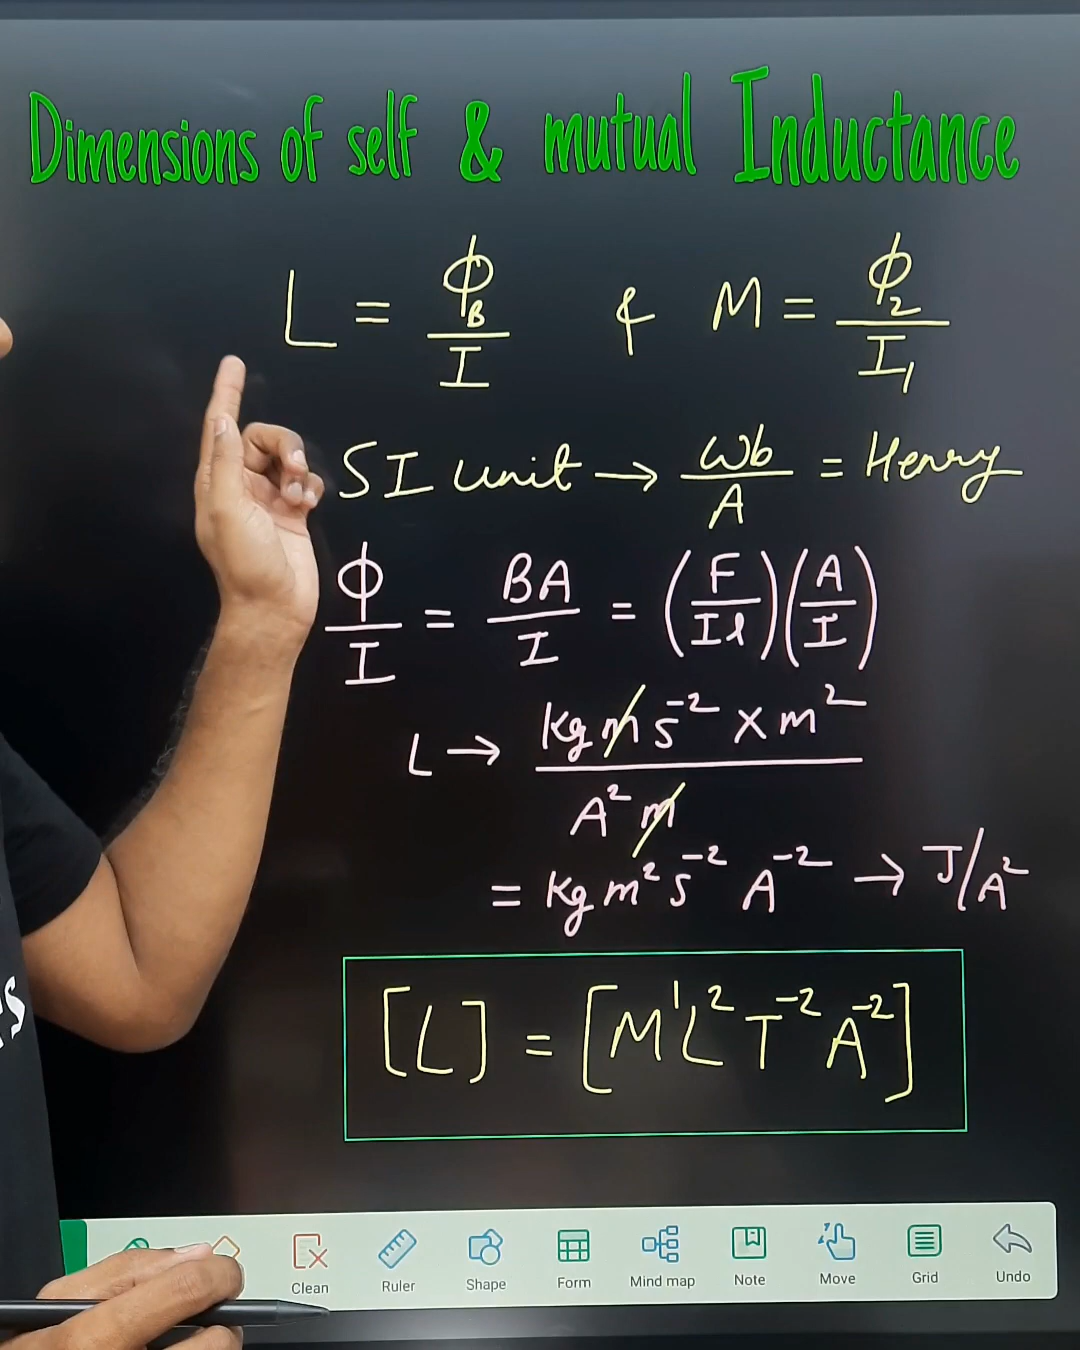 Dimensions of self & mutual Inductance
L = Φ_B / I & M = Φ_2 / I_1
SI unit → Wb / A = Henry
Φ / I = BA / I = (F / Il)(A / I)
L → kg m s⁻² × m² / A² m
= kg m² s⁻² A⁻² → J/A²
[L] = [M¹L²T⁻²A⁻²]
Clean Ruler Shape Form Mind map Note Move Grid Undo